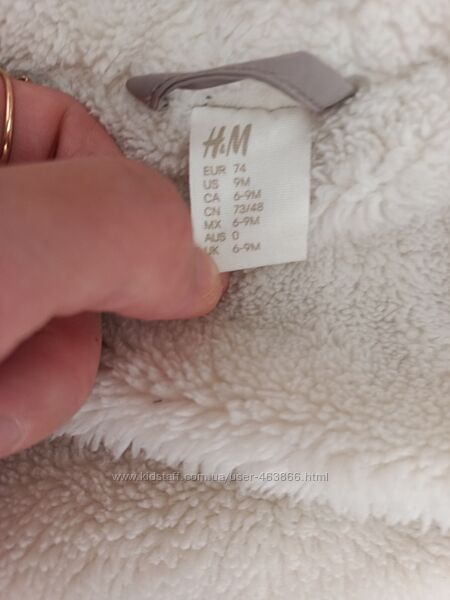 H&M
EUR 74
US 9M
CA 6-9M
CN 73/48
MX 6-9M
AUS 0
UK 6-9M
www.kidstaff.com.ua/user-463866.html